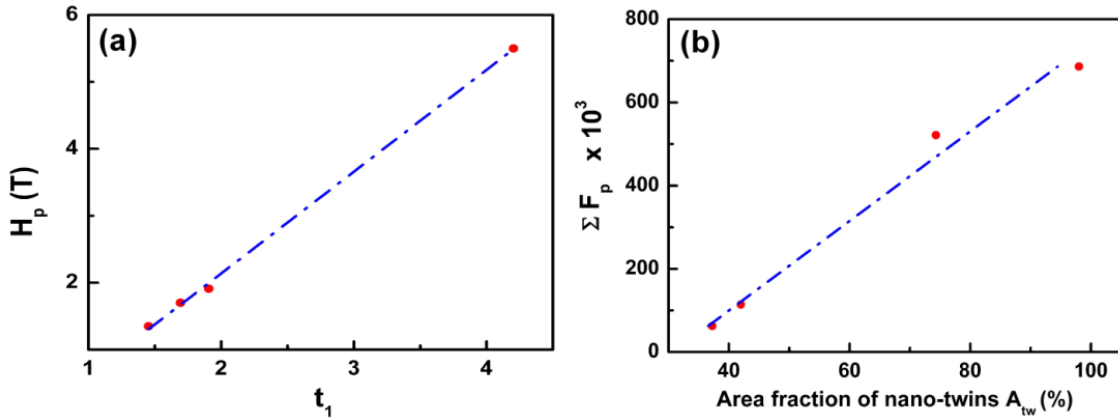 (a)
6
4
2
H_p (T)
1 2 3 4
t_1
(b)
800
600
400
200
0
Σ F_p x 10^3
40 60 80 100
Area fraction of nano-twins A_tw (%)